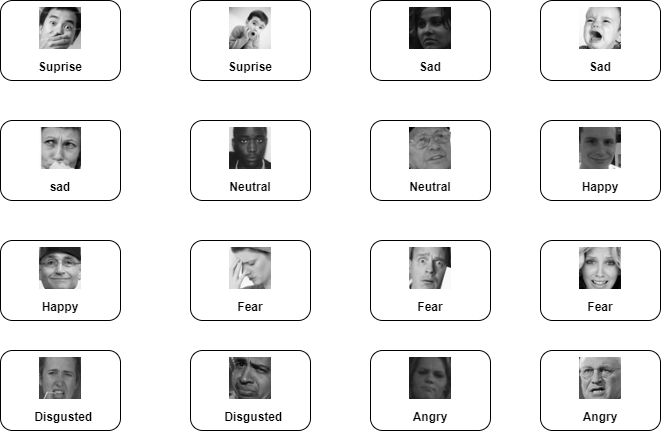 Suprise
Suprise
Sad
Sad
sad
Neutral
Neutral
Happy
Happy
Fear
Fear
Fear
Disgusted
Disgusted
Angry
Angry